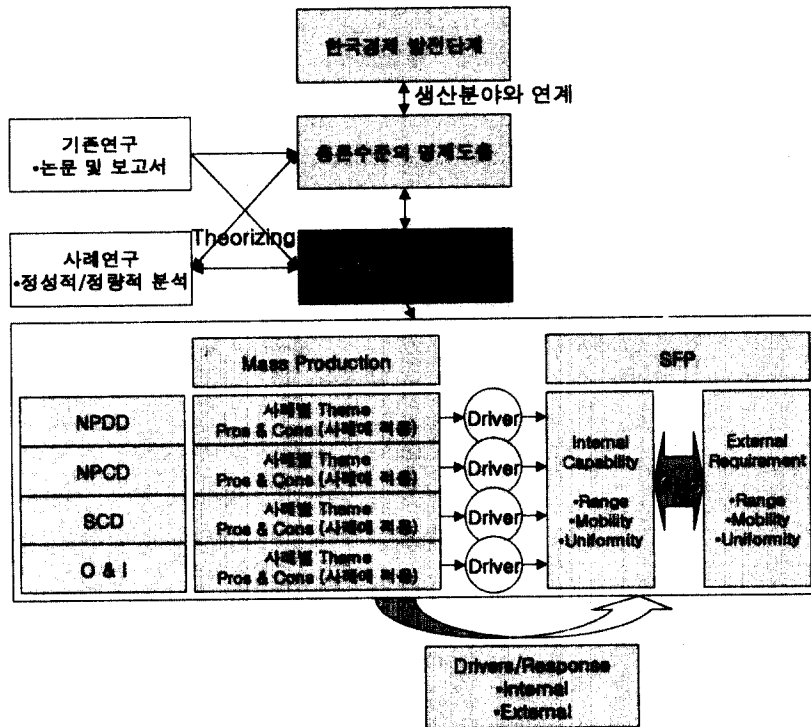 한국경제 발전단계
생산분야와 연계
기존연구
•논문 및 보고서
총론수준의 명제도출
Theorizing
사례연구
•정성적/정량적 분석
Mass Production
SFP
NPDD
사례별 Theme
Pros & Cons (사례에 적용)
Driver
NPCD
사례별 Theme
Pros & Cons (사례에 적용)
Driver
SCD
사례별 Theme
Pros & Cons (사례에 적용)
Driver
O & I
사례별 Theme
Pros & Cons (사례에 적용)
Driver
Internal
Capability
•Range
•Mobility
•Uniformity
External
Requirement
•Range
•Mobility
•Uniformity
Drivers/Response
•Internal
•External